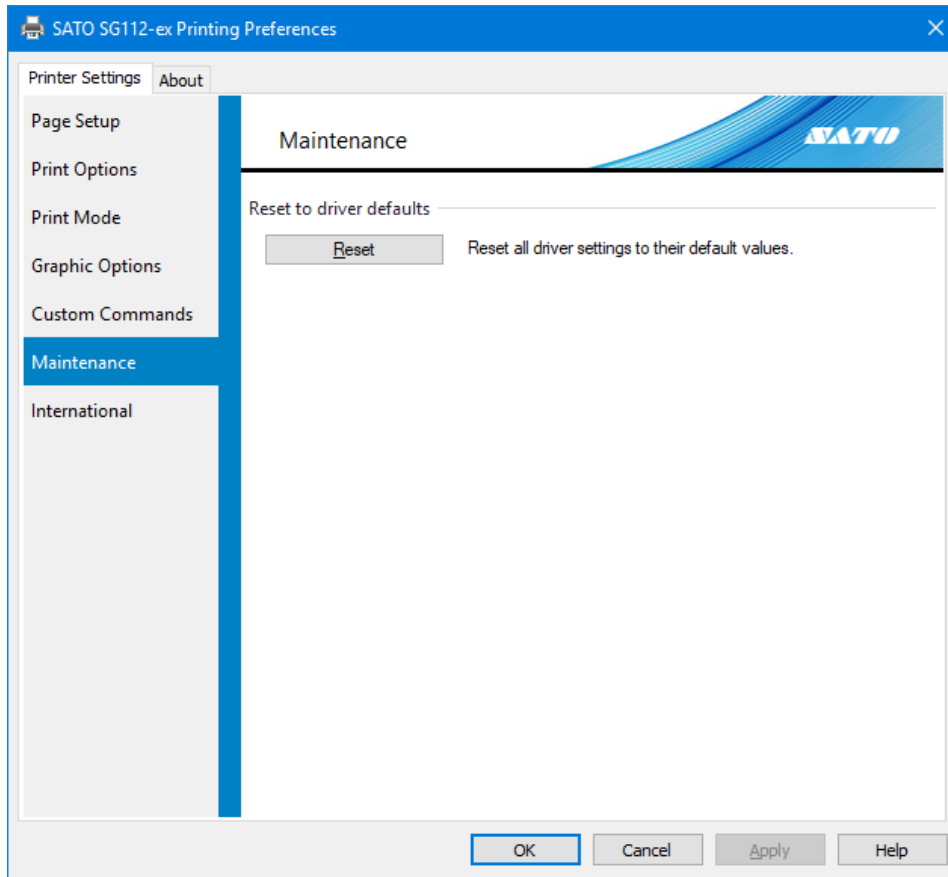 SATO SG112-ex Printing Preferences
Printer Settings
About
Page Setup
Print Options
Print Mode
Graphic Options
Custom Commands
Maintenance
International
Maintenance
SATO
Reset to driver defaults
Reset
Reset all driver settings to their default values.
OK
Cancel
Apply
Help